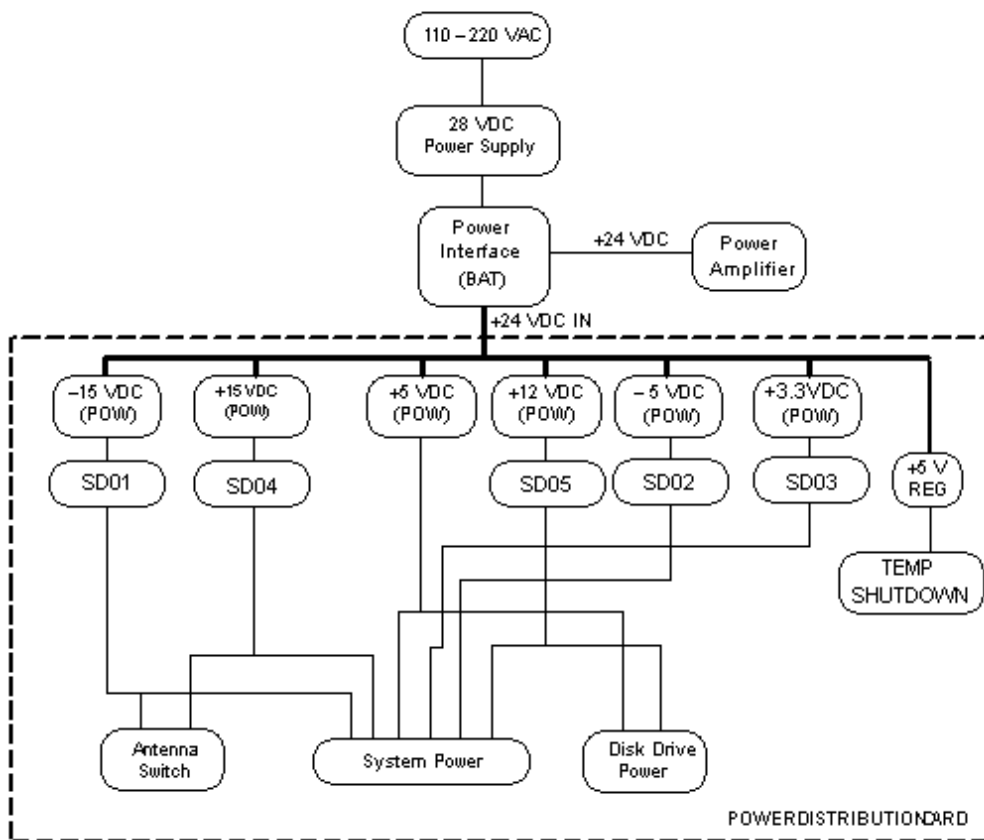 110 – 220 VAC
28 VDC
Power Supply
Power
Interface
(BAT)
+24 VDC
Power
Amplifier
+24 VDC IN
–15 VDC
(POW)
+15 VDC
(POW)
+5 VDC
(POW)
+12 VDC
(POW)
– 5 VDC
(POW)
+3.3VDC
(POW)
SD01
SD04
SD05
SD02
SD03
+5 V
REG
TEMP
SHUTDOWN
Antenna
Switch
System Power
Disk Drive
Power
POWERDISTRIBUTIONCARD